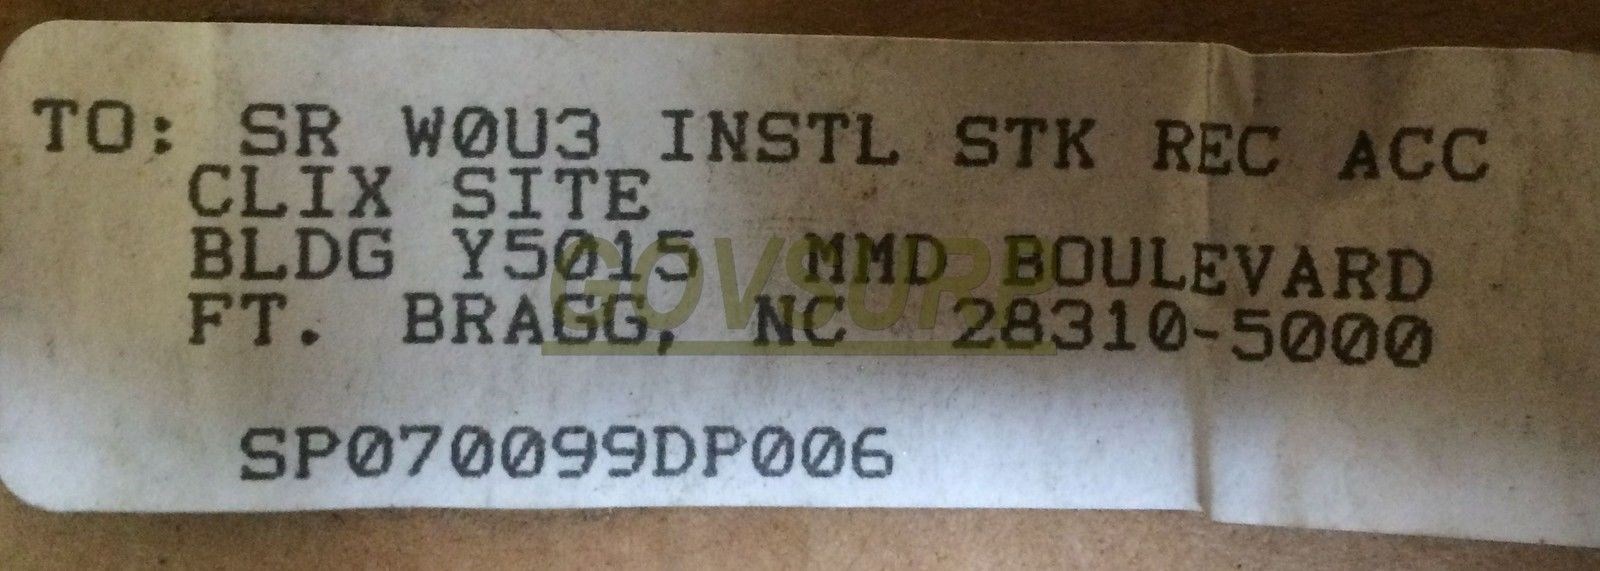 TO: SR W0U3 INSTL STK REC ACC
CLIX SITE
BLDG Y5015 MMD BOULEVARD
FT. BRAGG, NC 28310-5000
SP070099DP006
GOVSURP